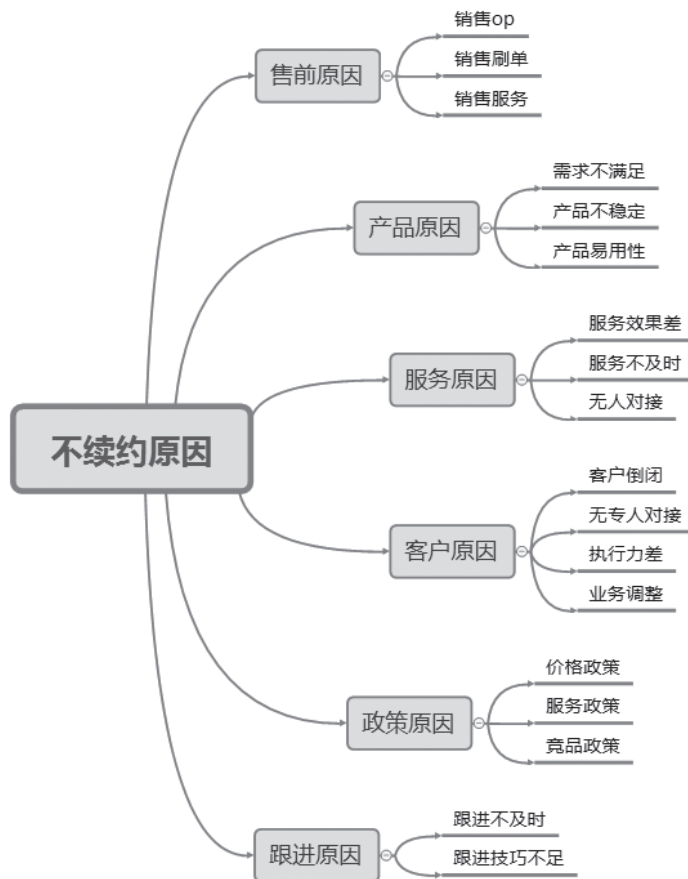 不续约原因
售前原因
销售op
销售刷单
销售服务
产品原因
需求不满足
产品不稳定
产品易用性
服务原因
服务效果差
服务不及时
无人对接
客户原因
客户倒闭
无专人对接
执行力差
业务调整
政策原因
价格政策
服务政策
竟品政策
跟进原因
跟进不及时
跟进技巧不足